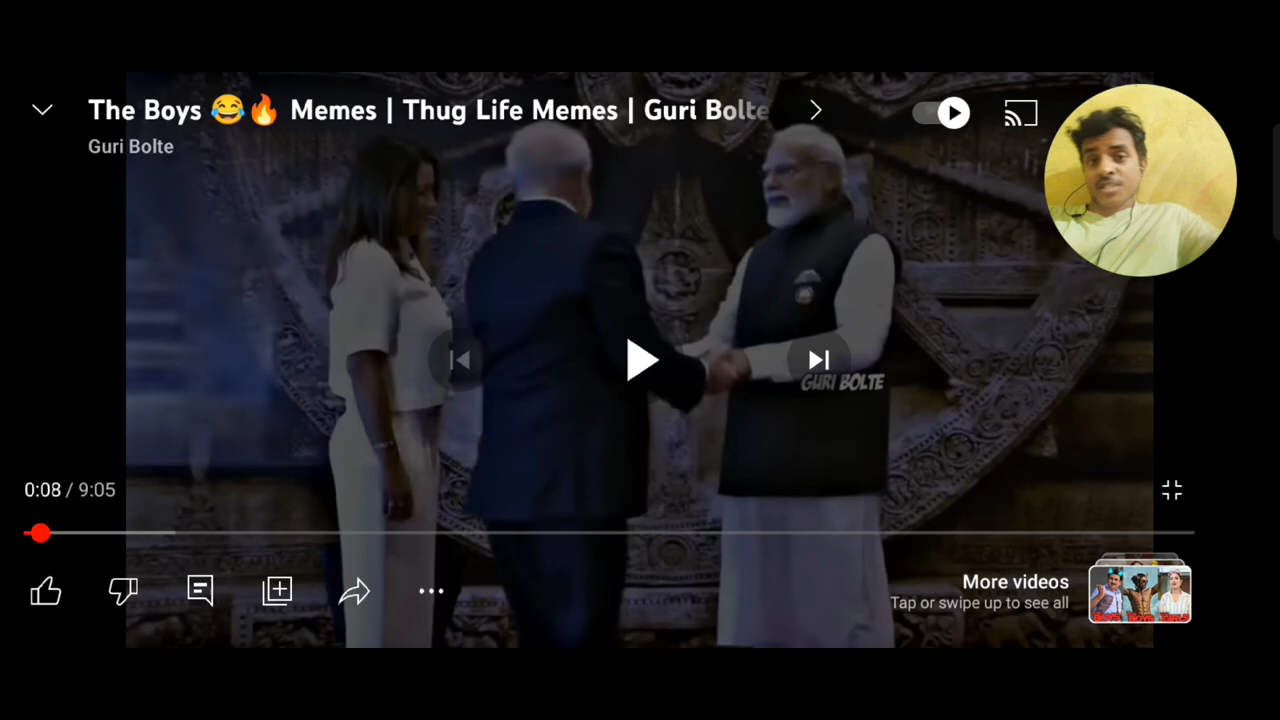 The Boys 😂🔥 Memes | Thug Life Memes | Guri Bolte
Guri Bolte
GURI BOLTE
0:08 / 9:05
More videos
Tap or swipe up to see all